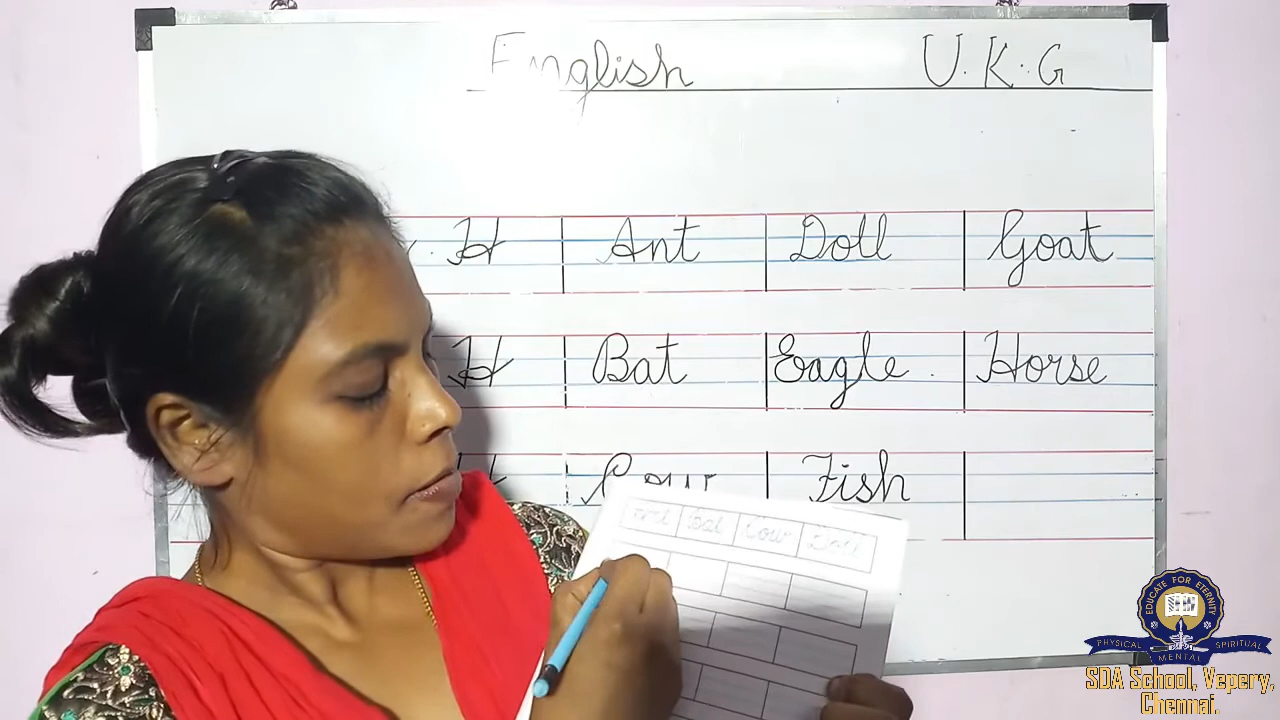 English U.K.G
H Ant Doll Goat
H Bat Eagle Horse
H Cow Fish
Ant Bat Cow Doll
EDUCATE FOR ETERNITY
PHYSICAL MENTAL SPIRITUAL
SDA School, Vepery,
Chennai.